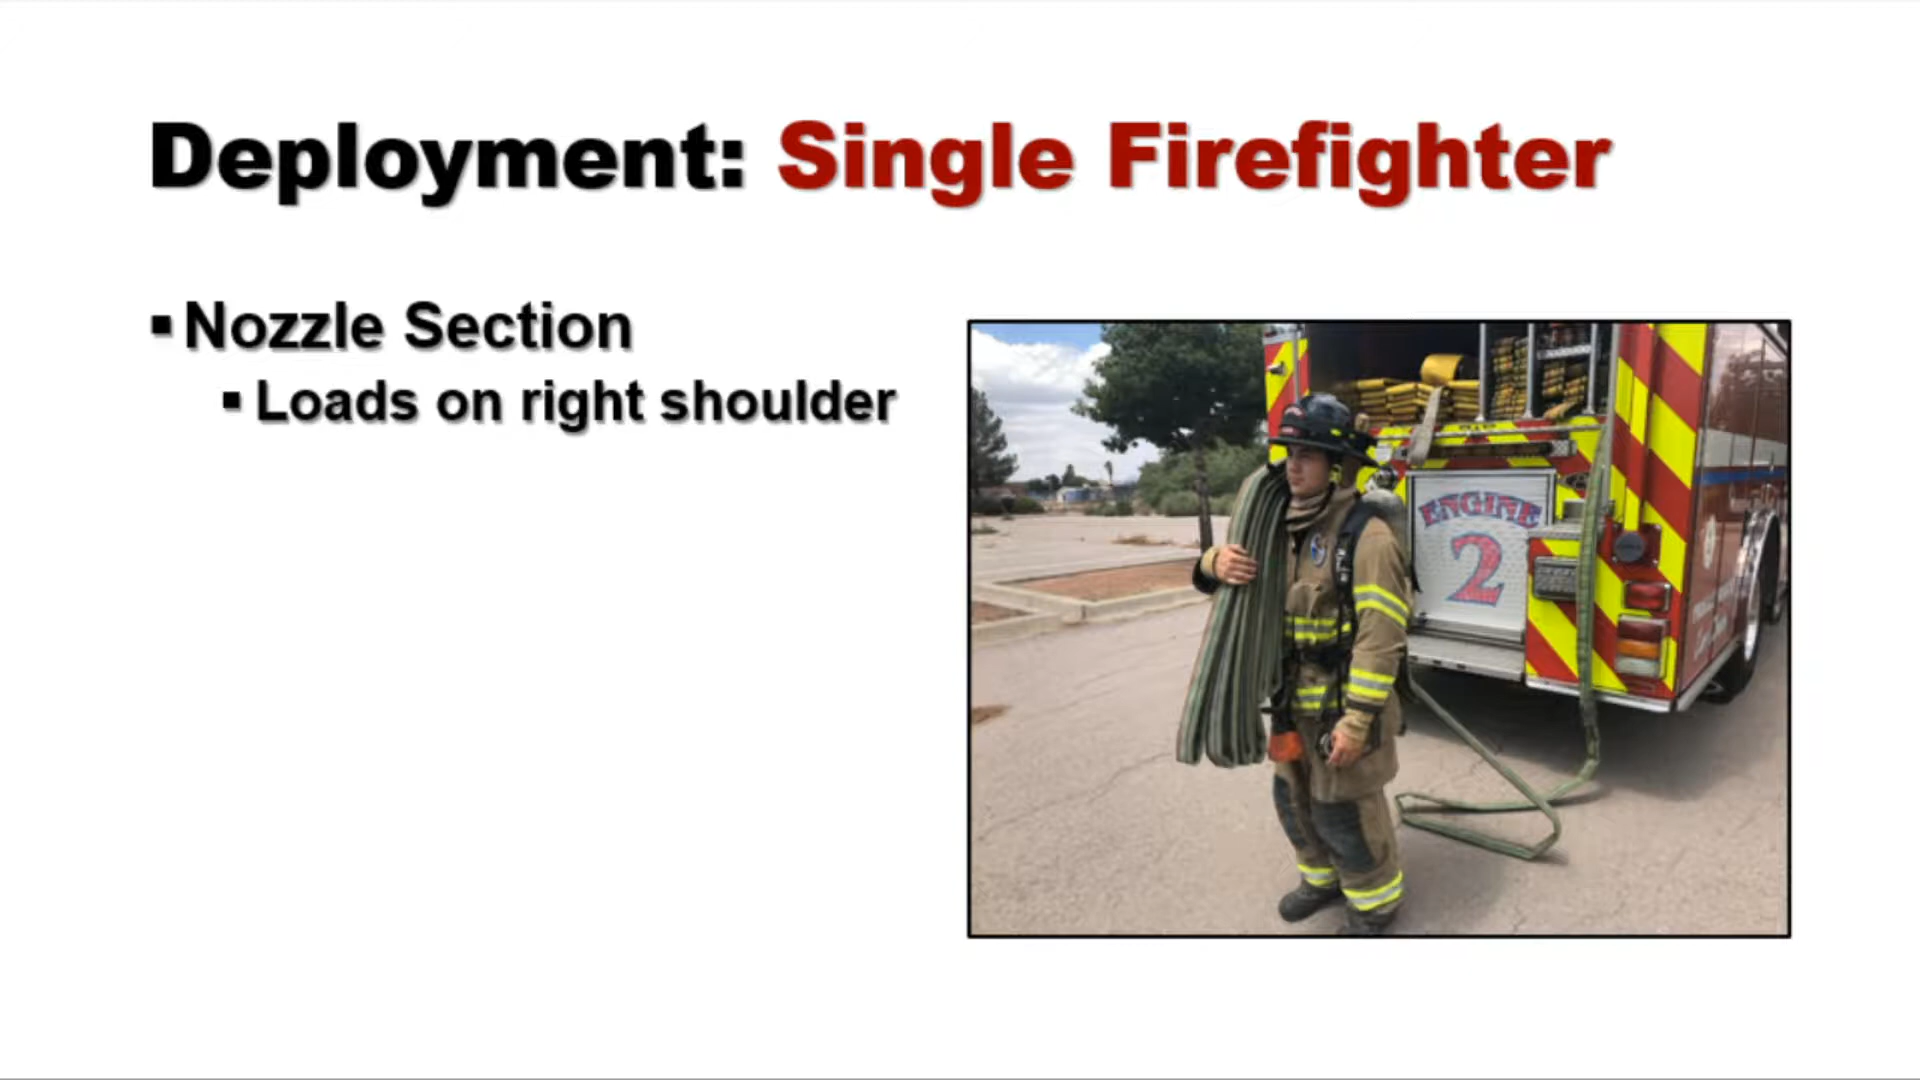 Deployment: Single Firefighter
▪ Nozzle Section
▪ Loads on right shoulder
ENGINE
2